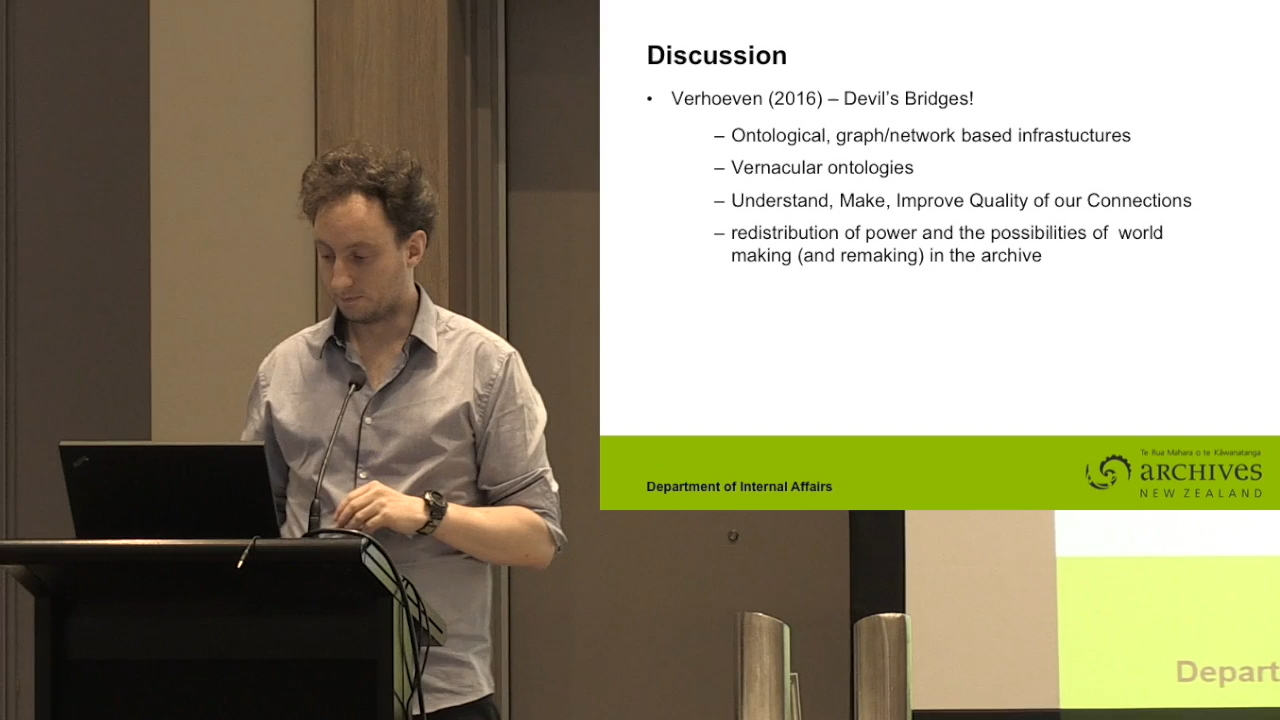 Discussion
• Verhoeven (2016) – Devil's Bridges!
– Ontological, graph/network based infrastuctures
– Vernacular ontologies
– Understand, Make, Improve Quality of our Connections
– redistribution of power and the possibilities of world
making (and remaking) in the archive
Department of Internal Affairs
Te Rua Mahara o te Kāwanatanga
ARCHIVES
NEW ZEALAND
Depart